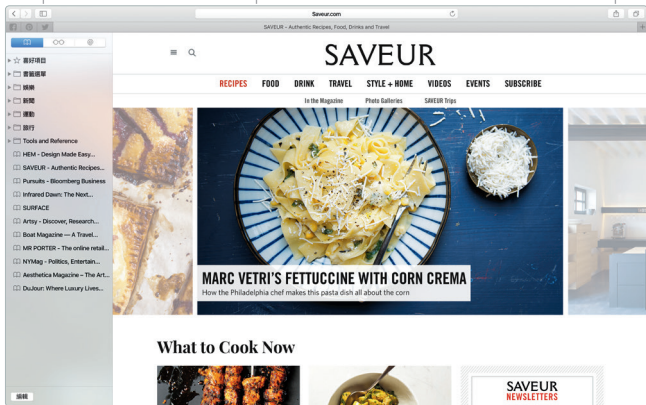 Saveur.com
SAVEUR - Authentic Recipes, Food, Drinks and Travel
喜好項目
書籤選單
娛樂
新聞
運動
旅行
Tools and Reference
HEM - Design Made Easy...
SAVEUR - Authentic Recipes...
Pursuits - Bloomberg Business
Infrared Dawn: The Next...
SURFACE
Artsy - Discover, Research...
Boat Magazine — A Travel...
MR PORTER - The online retail...
NYMag - Politics, Entertain...
Aesthetica Magazine – The Art...
DuJour: Where Luxury Lives...
編輯
SAVEUR
RECIPES FOOD DRINK TRAVEL STYLE + HOME VIDEOS EVENTS SUBSCRIBE
In the Magazine Photo Galleries SAVEUR Trips
MARC VETRI'S FETTUCCINE WITH CORN CREMA
How the Philadelphia chef makes this pasta dish all about the corn
What to Cook Now
SAVEUR
NEWSLETTERS